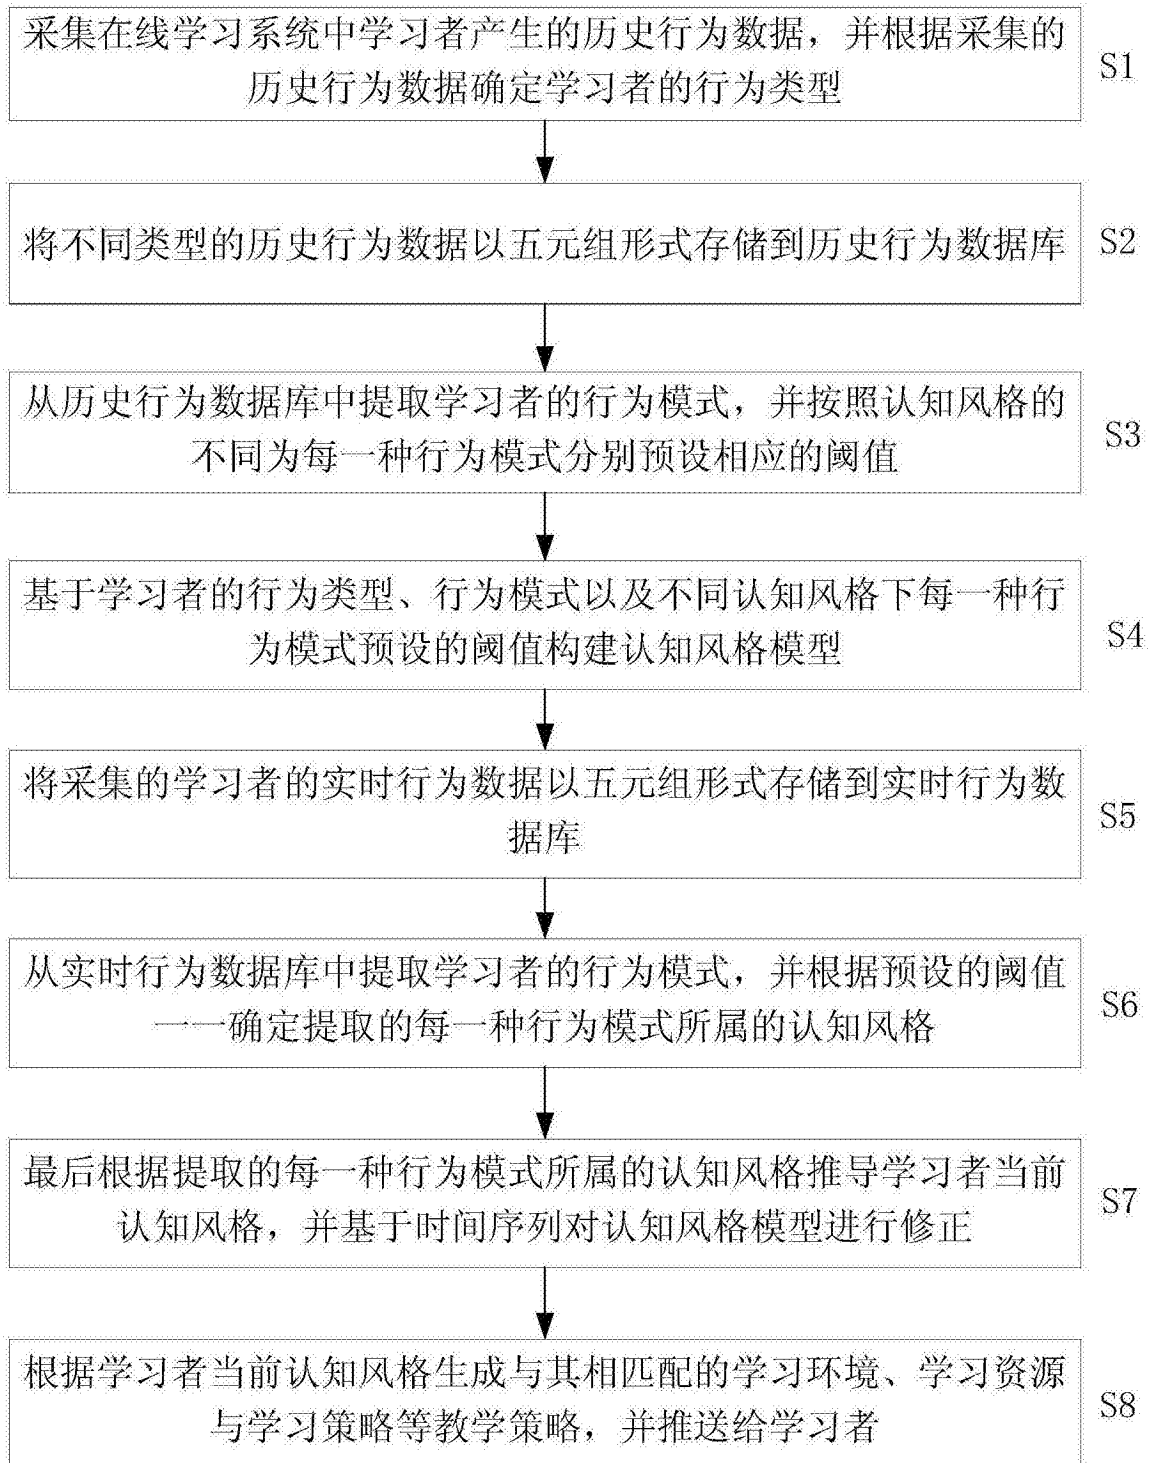 采集在线学习系统中学习者产生的历史行为数据，并根据采集的
历史行为数据确定学习者的行为类型
S1
将不同类型的历史行为数据以五元组形式存储到历史行为数据库
S2
从历史行为数据库中提取学习者的行为模式，并按照认知风格的
不同为每一种行为模式分别预设相应的阈值
S3
基于学习者的行为类型、行为模式以及不同认知风格下每一种行
为模式预设的阈值构建认知风格模型
S4
将采集的学习者的实时行为数据以五元组形式存储到实时行为数
据库
S5
从实时行为数据库中提取学习者的行为模式，并根据预设的阈值
一一确定提取的每一种行为模式所属的认知风格
S6
最后根据提取的每一种行为模式所属的认知风格推导学习者当前
认知风格，并基于时间序列对认知风格模型进行修正
S7
根据学习者当前认知风格生成与其相匹配的学习环境、学习资源
与学习策略等教学策略，并推送给学习者
S8